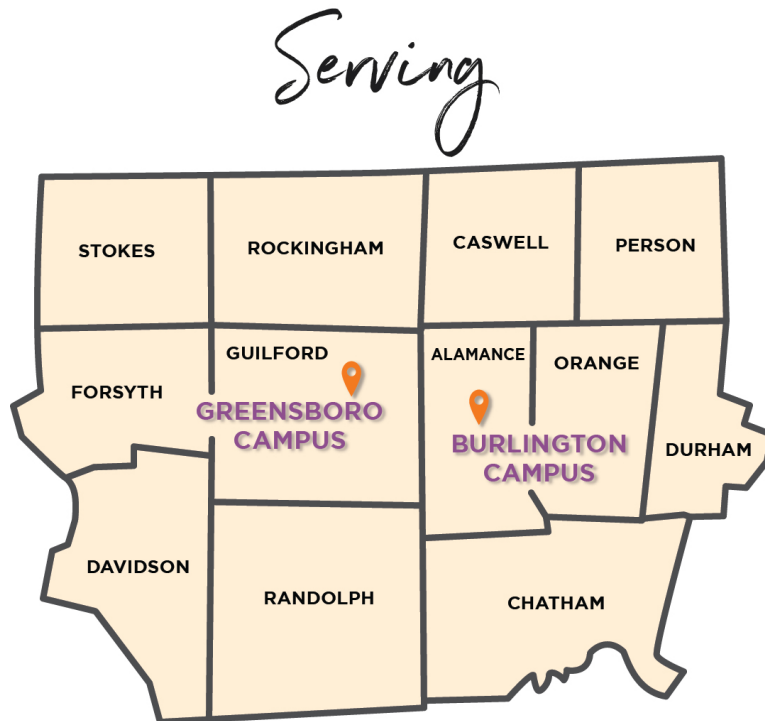 Serving
STOKES
ROCKINGHAM
CASWELL
PERSON
GUILFORD
ALAMANCE
ORANGE
FORSYTH
GREENSBORO
CAMPUS
BURLINGTON
CAMPUS
DURHAM
DAVIDSON
RANDOLPH
CHATHAM